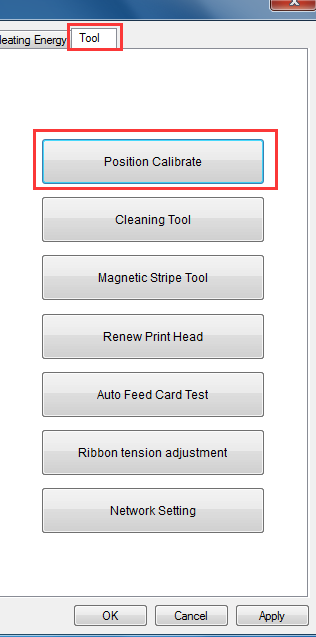 Heating Energy Tool
Position Calibrate
Cleaning Tool
Magnetic Stripe Tool
Renew Print Head
Auto Feed Card Test
Ribbon tension adjustment
Network Setting
OK Cancel Apply